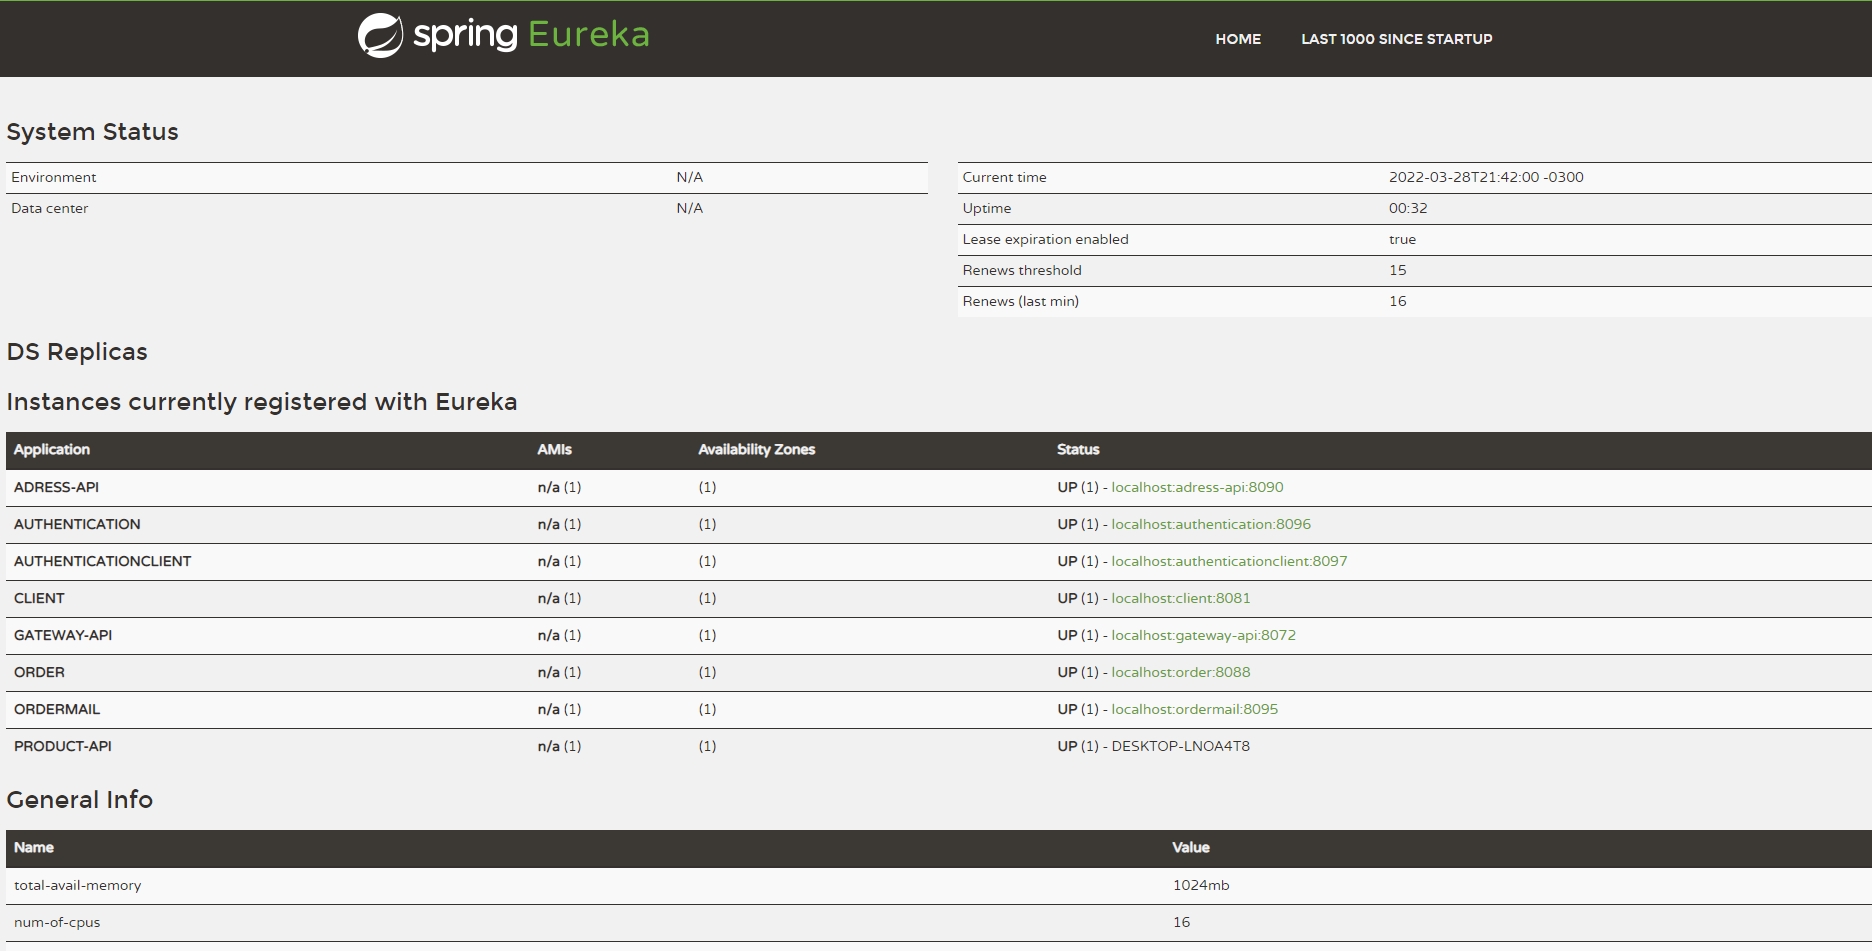 spring Eureka
HOME LAST 1000 SINCE STARTUP
System Status
Environment N/A
Data center N/A
Current time 2022-03-28T21:42:00 -0300
Uptime 00:32
Lease expiration enabled true
Renews threshold 15
Renews (last min) 16
DS Replicas
Instances currently registered with Eureka
Application AMIs Availability Zones Status
ADRESS-API n/a (1) (1) UP (1) - localhost:adress-api:8090
AUTHENTICATION n/a (1) (1) UP (1) - localhost:authentication:8096
AUTHENTICATIONCLIENT n/a (1) (1) UP (1) - localhost:authenticationclient:8097
CLIENT n/a (1) (1) UP (1) - localhost:client:8081
GATEWAY-API n/a (1) (1) UP (1) - localhost:gateway-api:8072
ORDER n/a (1) (1) UP (1) - localhost:order:8088
ORDERMAIL n/a (1) (1) UP (1) - localhost:ordermail:8095
PRODUCT-API n/a (1) (1) UP (1) - DESKTOP-LNOA4T8
General Info
Name Value
total-avail-memory 1024mb
num-of-cpus 16